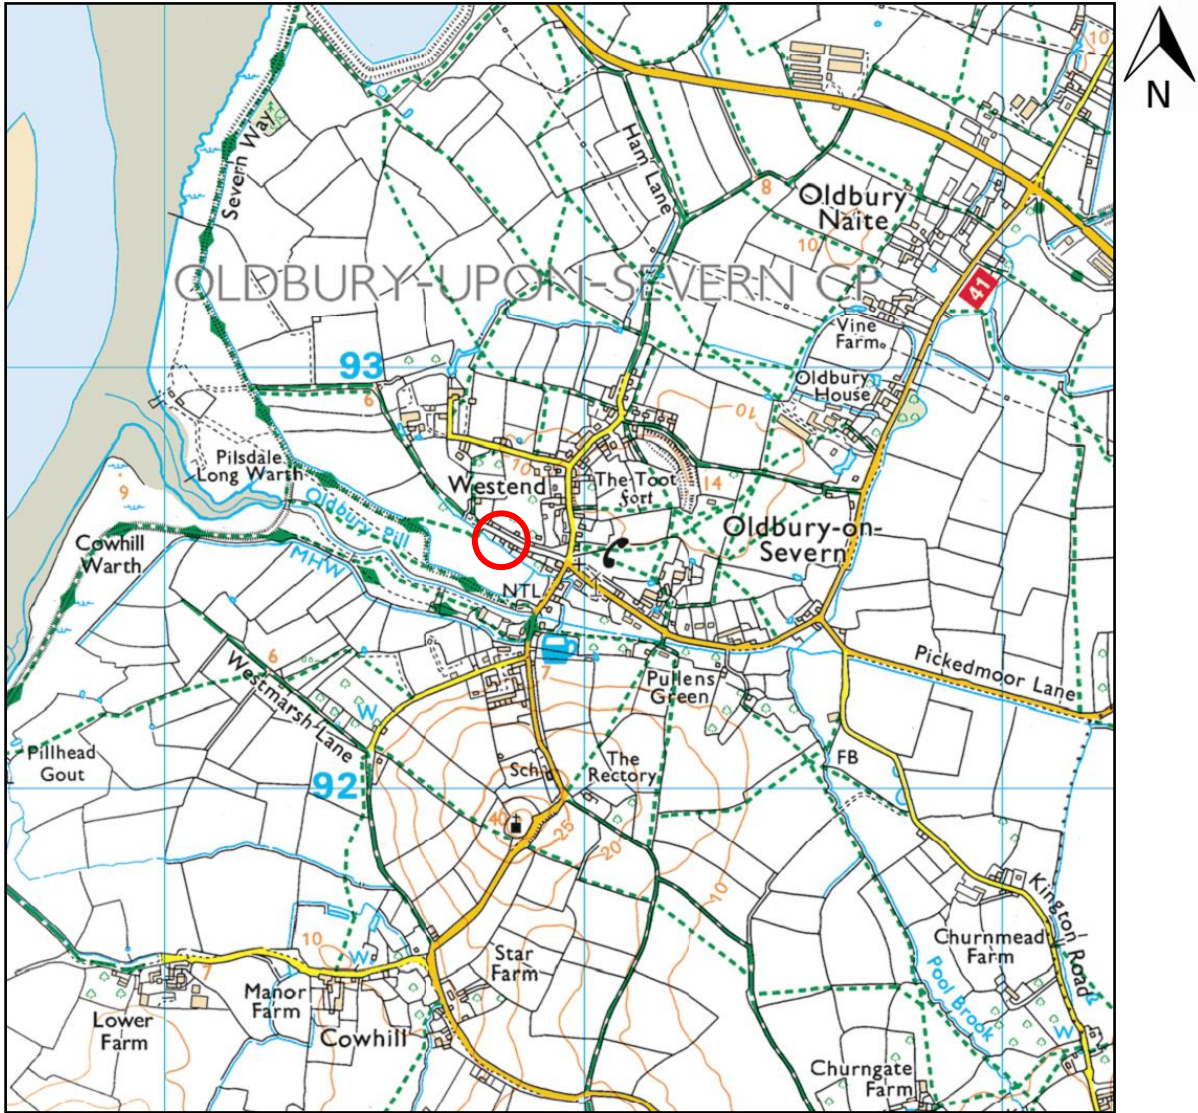 N
10
Severn Way
Ham Lane
8
Oldbury
Naite
10
OLDBURY-UPON-SEVERN CP
41
Vine
Farm
93
6
Oldbury
House
10
10
Pilsdale
Long Warth
Westend
The Toot
Fort
14
9
Oldbury Pill
Oldbury-on-
Severn
Cowhill
Warth
MHW
NTL
6
Westmarsh Lane
7
Pullens
Green
Pickedmoor Lane
W
Pillhead
Gout
Sch
The
Rectory
FB
92
40
25
20
10
Kington Road
10
W
Star
Farm
Churnmead
Farm
Pool Brook
7
Manor
Farm
Lower
Farm
Cowhill
W
Churngate
Farm